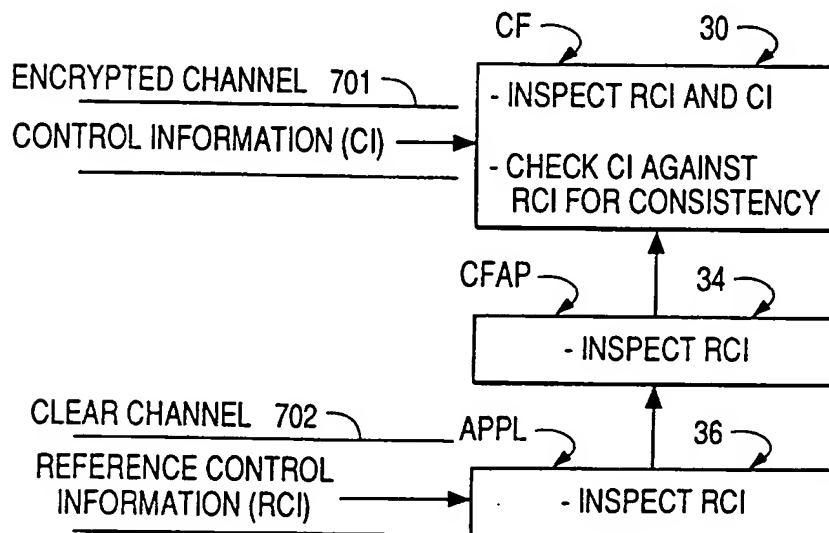 CF 30
ENCRYPTED CHANNEL 701
CONTROL INFORMATION (CI)
- INSPECT RCI AND CI
- CHECK CI AGAINST
RCI FOR CONSISTENCY
CFAP 34
- INSPECT RCI
CLEAR CHANNEL 702
APPL 36
REFERENCE CONTROL
INFORMATION (RCI)
- INSPECT RCI